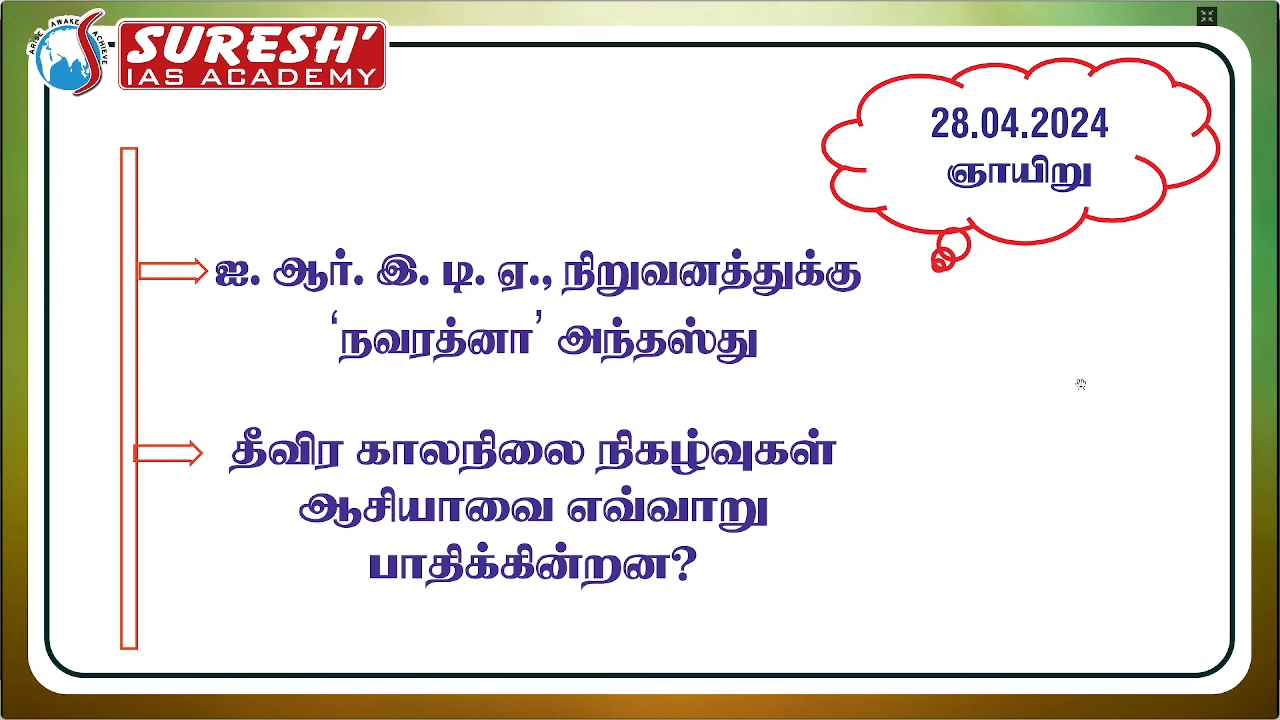 ARISE AWAKE ACHIEVE
SURESH'
IAS ACADEMY
28.04.2024
ஞாயிறு
ஐ. ஆர். இ. டி. ஏ., நிறுவனத்துக்கு
‘நவரத்னா’ அந்தஸ்து
தீவிர காலநிலை நிகழ்வுகள்
ஆசியாவை எவ்வாறு
பாதிக்கின்றன?